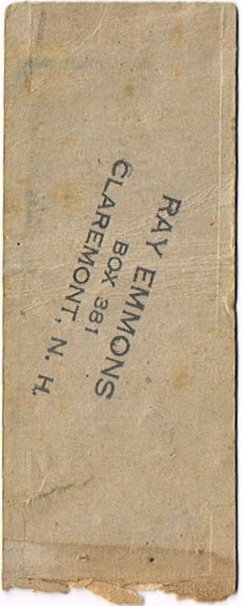 RAY EMMONS
BOX 381
CLAREMONT, N. H.